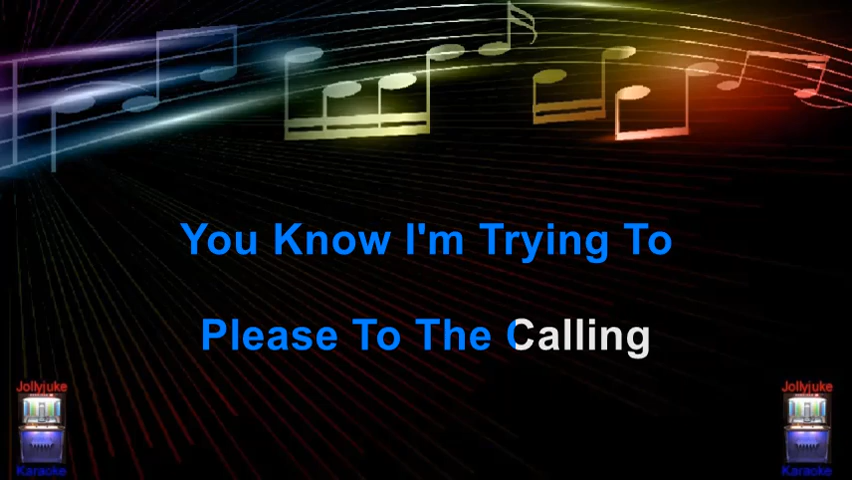 You Know I'm Trying To
Please To The Calling
Jollyjuke
Karaoke
Jollyjuke
Karaoke